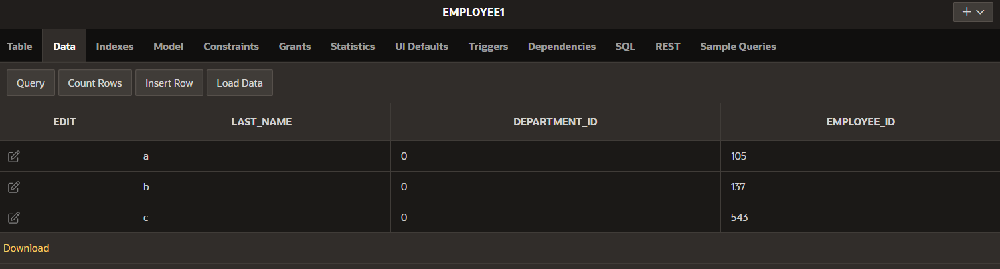 EMPLOYEE1
Table Data Indexes Model Constraints Grants Statistics UI Defaults Triggers Dependencies SQL REST Sample Queries
Query Count Rows Insert Row Load Data
EDIT LAST_NAME DEPARTMENT_ID EMPLOYEE_ID
a 0 105
b 0 137
c 0 543
Download